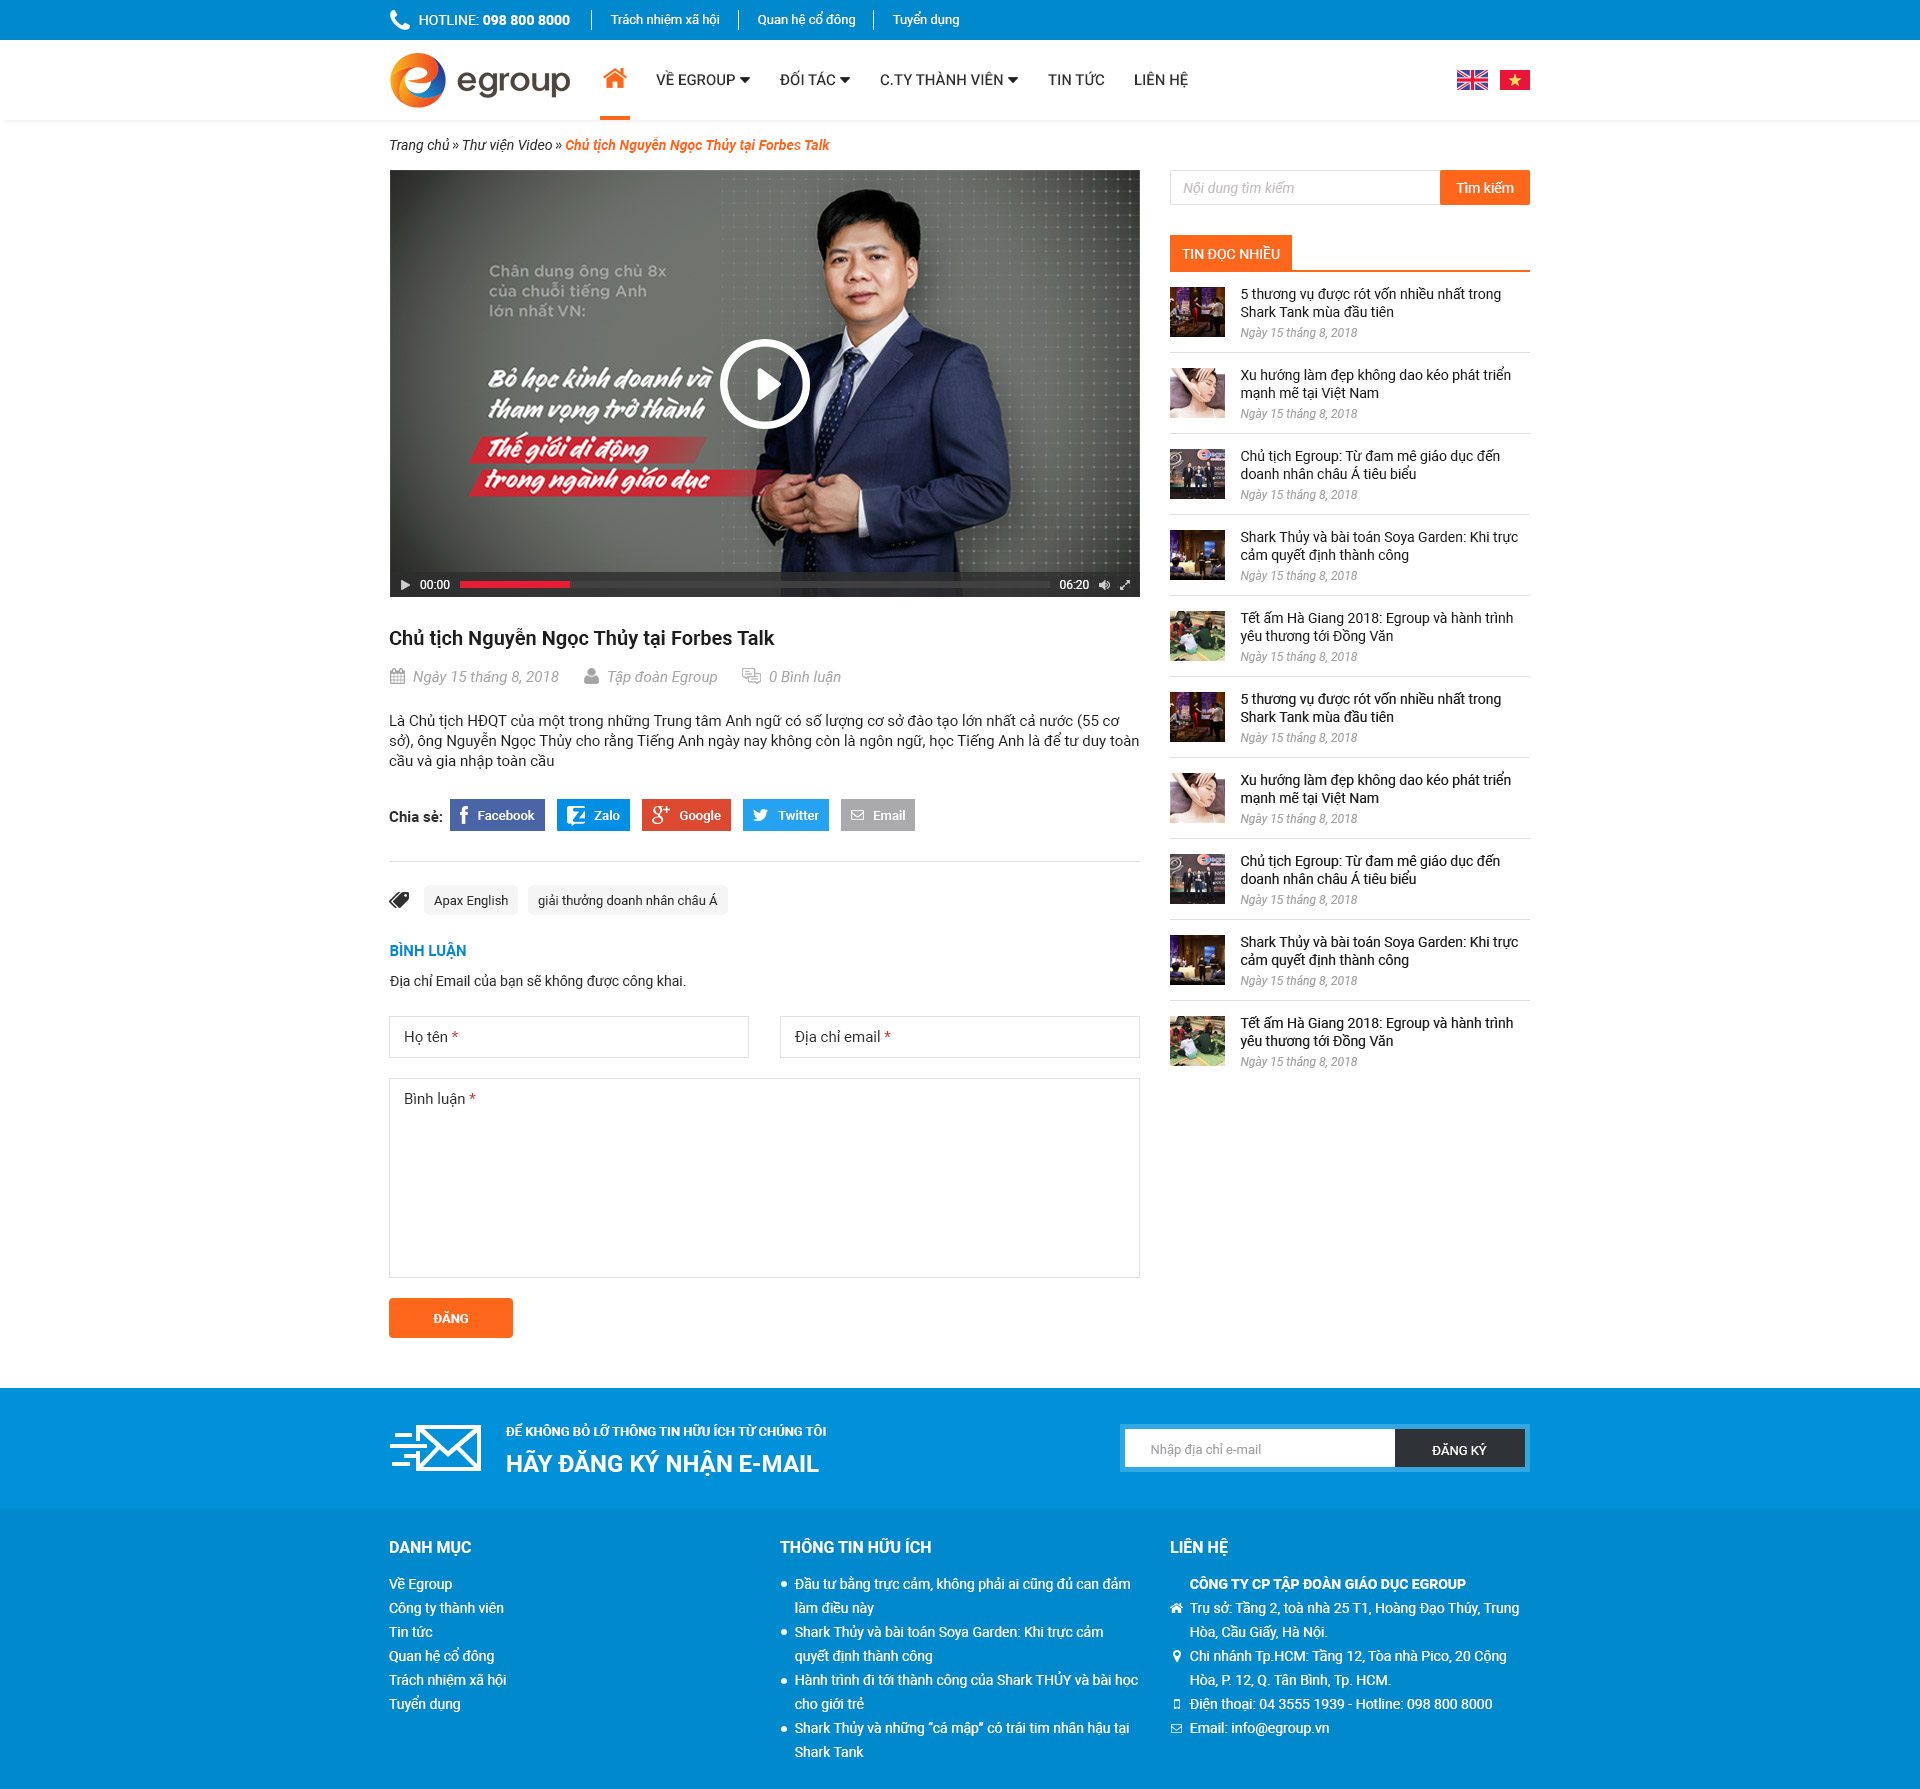 HOTLINE: 098 800 8000
Trách nhiệm xã hội
Quan hệ cổ đông
Tuyển dụng
egroup
VỀ EGROUP
ĐỐI TÁC
C.TY THÀNH VIÊN
TIN TỨC
LIÊN HỆ
Trang chủ » Thư viện Video » Chủ tịch Nguyễn Ngọc Thủy tại Forbes Talk
Chân dung ông chủ 8x
của chuỗi tiếng Anh
lớn nhất VN:
Bỏ học kinh doanh và
tham vọng trở thành
Thế giới di động
trong ngành giáo dục
00:00
06:20
Chủ tịch Nguyễn Ngọc Thủy tại Forbes Talk
Ngày 15 tháng 8, 2018
Tập đoàn Egroup
0 Bình luận
Là Chủ tịch HĐQT của một trong những Trung tâm Anh ngữ có số lượng cơ sở đào tạo lớn nhất cả nước (55 cơ
sở), ông Nguyễn Ngọc Thủy cho rằng Tiếng Anh ngày nay không còn là ngôn ngữ, học Tiếng Anh là để tư duy toàn
cầu và gia nhập toàn cầu
Chia sẻ:
Facebook
Zalo
Google
Twitter
Email
Apax English
giải thưởng doanh nhân châu Á
BÌNH LUẬN
Địa chỉ Email của bạn sẽ không được công khai.
Họ tên *
Địa chỉ email *
Bình luận *
ĐĂNG
Nội dung tìm kiếm
Tìm kiếm
TIN ĐỌC NHIỀU
5 thương vụ được rót vốn nhiều nhất trong
Shark Tank mùa đầu tiên
Ngày 15 tháng 8, 2018
Xu hướng làm đẹp không dao kéo phát triển
mạnh mẽ tại Việt Nam
Ngày 15 tháng 8, 2018
Chủ tịch Egroup: Từ đam mê giáo dục đến
doanh nhân châu Á tiêu biểu
Ngày 15 tháng 8, 2018
Shark Thủy và bài toán Soya Garden: Khi trực
cảm quyết định thành công
Ngày 15 tháng 8, 2018
Tết ấm Hà Giang 2018: Egroup và hành trình
yêu thương tới Đồng Văn
Ngày 15 tháng 8, 2018
5 thương vụ được rót vốn nhiều nhất trong
Shark Tank mùa đầu tiên
Ngày 15 tháng 8, 2018
Xu hướng làm đẹp không dao kéo phát triển
mạnh mẽ tại Việt Nam
Ngày 15 tháng 8, 2018
Chủ tịch Egroup: Từ đam mê giáo dục đến
doanh nhân châu Á tiêu biểu
Ngày 15 tháng 8, 2018
Shark Thủy và bài toán Soya Garden: Khi trực
cảm quyết định thành công
Ngày 15 tháng 8, 2018
Tết ấm Hà Giang 2018: Egroup và hành trình
yêu thương tới Đồng Văn
Ngày 15 tháng 8, 2018
ĐỂ KHÔNG BỎ LỠ THÔNG TIN HỮU ÍCH TỪ CHÚNG TÔI
HÃY ĐĂNG KÝ NHẬN E-MAIL
Nhập địa chỉ e-mail
ĐĂNG KÝ
DANH MỤC
Về Egroup
Công ty thành viên
Tin tức
Quan hệ cổ đông
Trách nhiệm xã hội
Tuyển dụng
THÔNG TIN HỮU ÍCH
Đầu tư bằng trực cảm, không phải ai cũng đủ can đảm
làm điều này
Shark Thủy và bài toán Soya Garden: Khi trực cảm
quyết định thành công
Hành trình đi tới thành công của Shark THỦY và bài học
cho giới trẻ
Shark Thủy và những “cá mập” có trái tim nhân hậu tại
Shark Tank
LIÊN HỆ
CÔNG TY CP TẬP ĐOÀN GIÁO DỤC EGROUP
Trụ sở: Tầng 2, toà nhà 25 T1, Hoàng Đạo Thúy, Trung
Hòa, Cầu Giấy, Hà Nội.
Chi nhánh Tp.HCM: Tầng 12, Tòa nhà Pico, 20 Cộng
Hòa, P. 12, Q. Tân Bình, Tp. HCM.
Điện thoại: 04 3555 1939 - Hotline: 098 800 8000
Email: info@egroup.vn